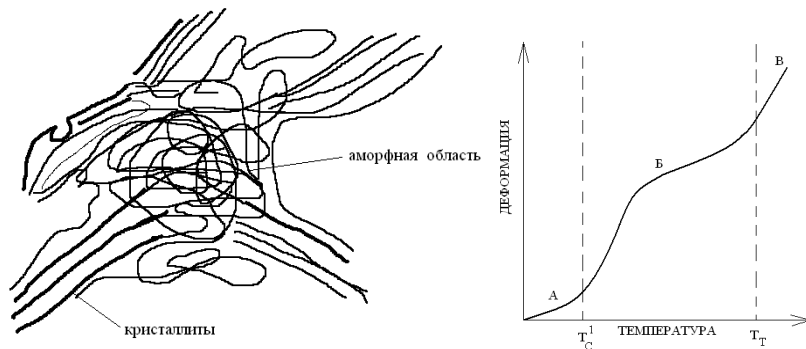 аморфная область
кристаллиты
ДЕФОРМАЦИЯ
А
Б
В
T_C^1
ТЕМПЕРАТУРА
T_T